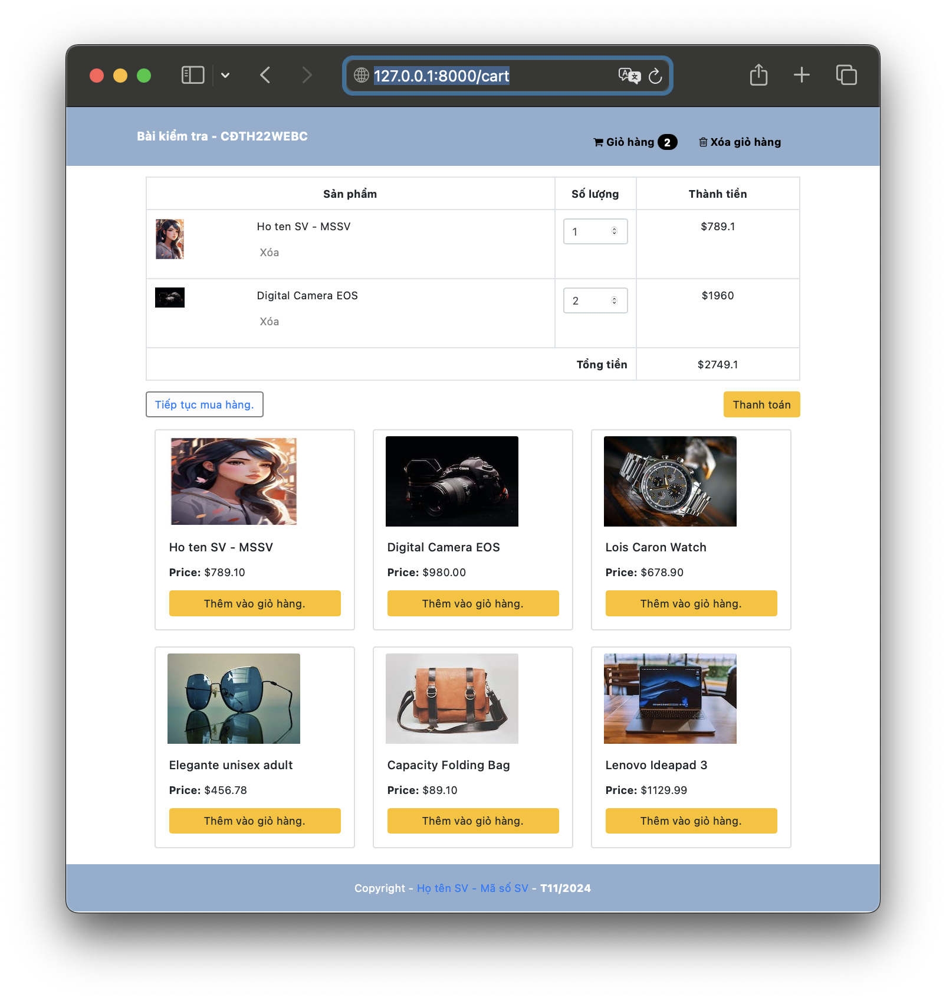 127.0.0.1:8000/cart
Bài kiểm tra - CĐTH22WEBC
Giỏ hàng 2
Xóa giỏ hàng
Sản phẩm Số lượng Thành tiền
Ho ten SV - MSSV 1 $789.1
Xóa
Digital Camera EOS 2 $1960
Xóa
Tổng tiền $2749.1
Tiếp tục mua hàng. Thanh toán
Canon
Ho ten SV - MSSV
Price: $789.10
Thêm vào giỏ hàng.
Digital Camera EOS
Price: $980.00
Thêm vào giỏ hàng.
Lois Caron Watch
Price: $678.90
Thêm vào giỏ hàng.
Elegante unisex adult
Price: $456.78
Thêm vào giỏ hàng.
Capacity Folding Bag
Price: $89.10
Thêm vào giỏ hàng.
Lenovo Ideapad 3
Price: $1129.99
Thêm vào giỏ hàng.
Copyright - Họ tên SV - Mã số SV - T11/2024